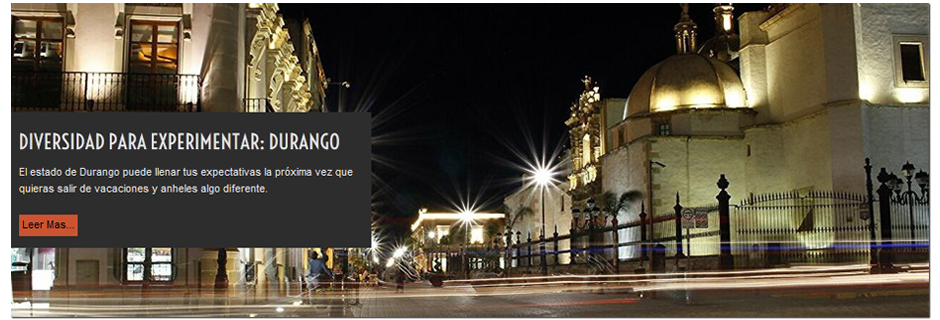 DIVERSIDAD PARA EXPERIMENTAR: DURANGO
El estado de Durango puede llenar tus expectativas la próxima vez que
quieras salir de vacaciones y anheles algo diferente.
Leer Mas...